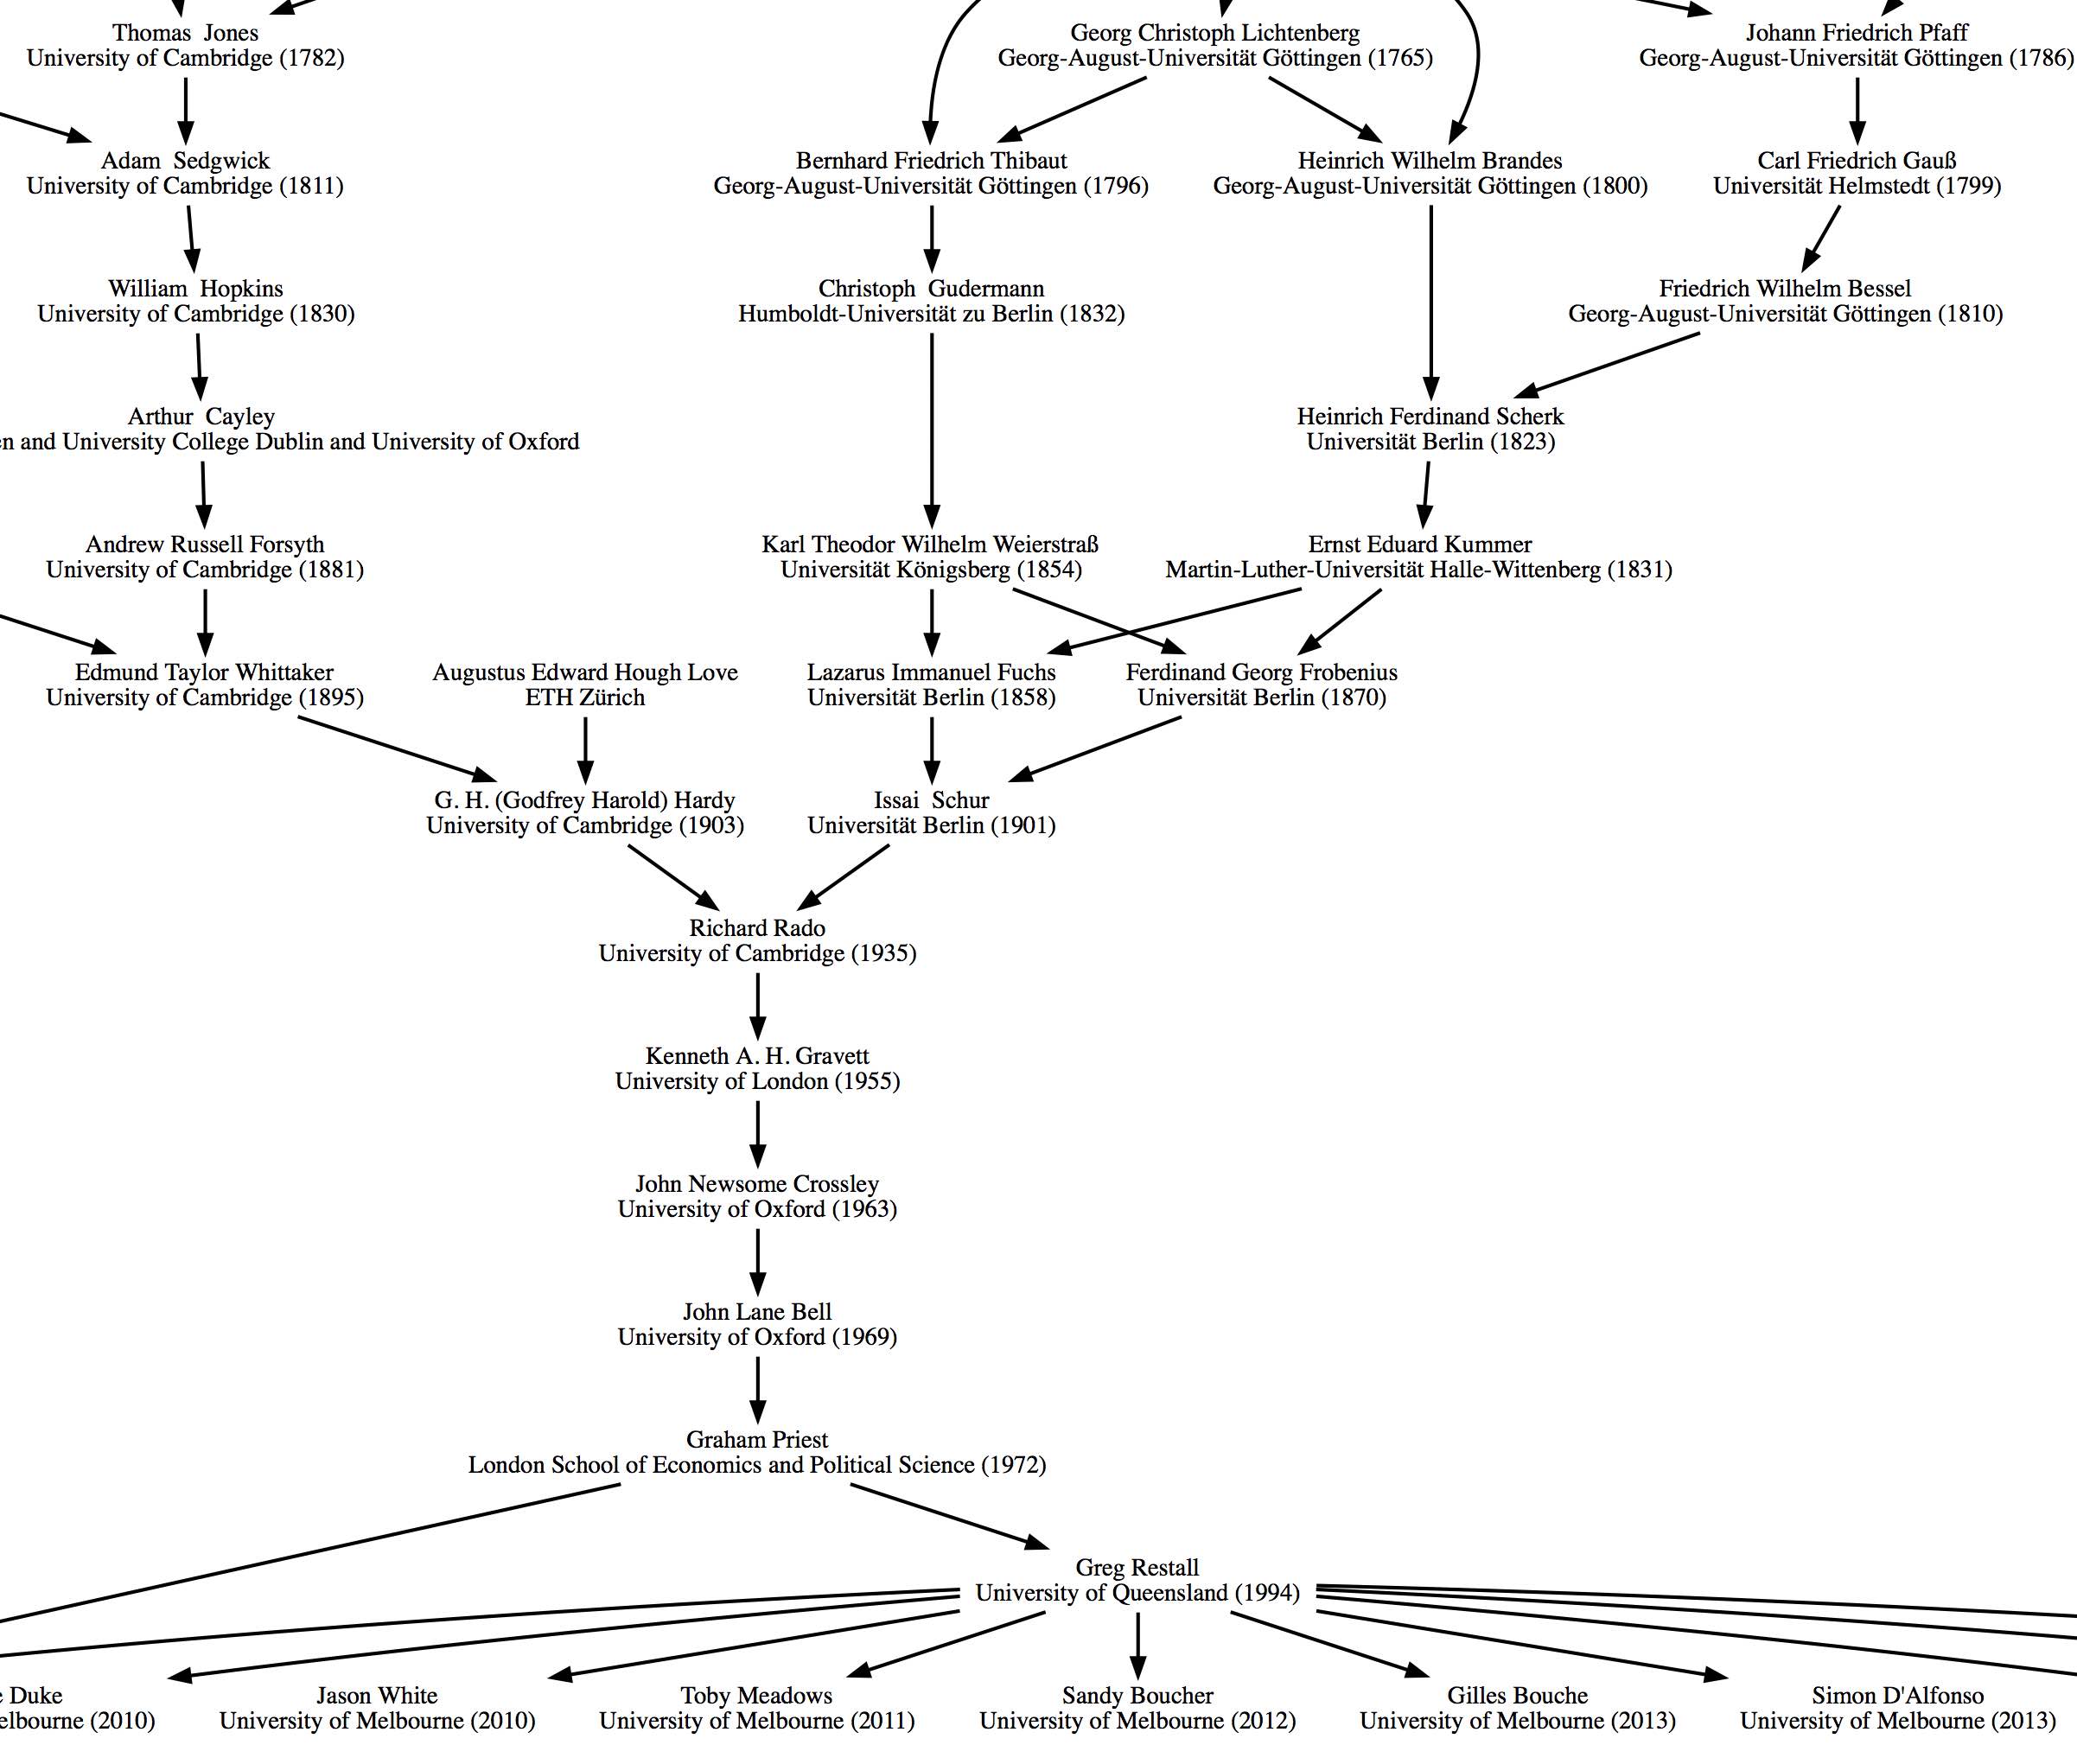 Thomas Jones
University of Cambridge (1782)
Georg Christoph Lichtenberg
Georg-August-Universität Göttingen (1765)
Johann Friedrich Pfaff
Georg-August-Universität Göttingen (1786)
Adam Sedgwick
University of Cambridge (1811)
Bernhard Friedrich Thibaut
Georg-August-Universität Göttingen (1796)
Heinrich Wilhelm Brandes
Georg-August-Universität Göttingen (1800)
Carl Friedrich Gauß
Universität Helmstedt (1799)
William Hopkins
University of Cambridge (1830)
Christoph Gudermann
Humboldt-Universität zu Berlin (1832)
Friedrich Wilhelm Bessel
Georg-August-Universität Göttingen (1810)
Arthur Cayley
and University College Dublin and University of Oxford
Heinrich Ferdinand Scherk
Universität Berlin (1823)
Andrew Russell Forsyth
University of Cambridge (1881)
Karl Theodor Wilhelm Weierstraß
Universität Königsberg (1854)
Ernst Eduard Kummer
Martin-Luther-Universität Halle-Wittenberg (1831)
Edmund Taylor Whittaker
University of Cambridge (1895)
Augustus Edward Hough Love
ETH Zürich
Lazarus Immanuel Fuchs
Universität Berlin (1858)
Ferdinand Georg Frobenius
Universität Berlin (1870)
G. H. (Godfrey Harold) Hardy
University of Cambridge (1903)
Issai Schur
Universität Berlin (1901)
Richard Rado
University of Cambridge (1935)
Kenneth A. H. Gravett
University of London (1955)
John Newsome Crossley
University of Oxford (1963)
John Lane Bell
University of Oxford (1969)
Graham Priest
London School of Economics and Political Science (1972)
Greg Restall
University of Queensland (1994)
Duke
elbourne (2010)
Jason White
University of Melbourne (2010)
Toby Meadows
University of Melbourne (2011)
Sandy Boucher
University of Melbourne (2012)
Gilles Bouche
University of Melbourne (2013)
Simon D'Alfonso
University of Melbourne (2013)